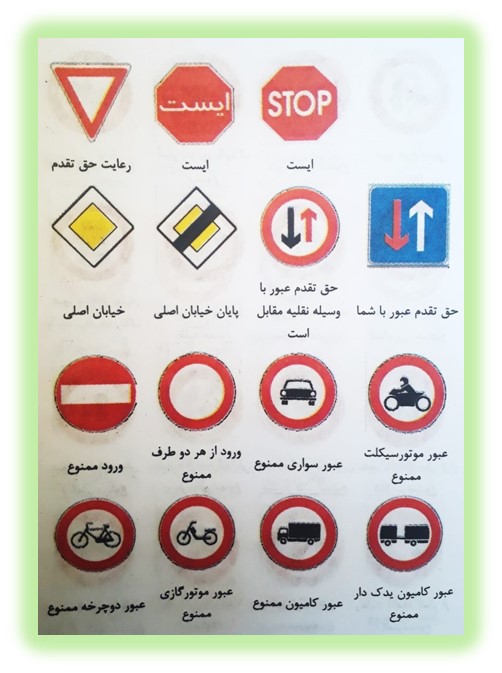 ایست
STOP
ایست
ایست
رعایت حق تقدم
حق تقدم عبور با شما
حق تقدم عبور با
وسیله نقلیه مقابل
است
پایان خیابان اصلی
خیابان اصلی
عبور موتورسیکلت
ممنوع
عبور سواری ممنوع
ورود از هر دو طرف
ممنوع
ورود ممنوع
عبور کامیون یدک دار
ممنوع
عبور کامیون ممنوع
عبور موتورگازی
ممنوع
عبور دوچرخه ممنوع